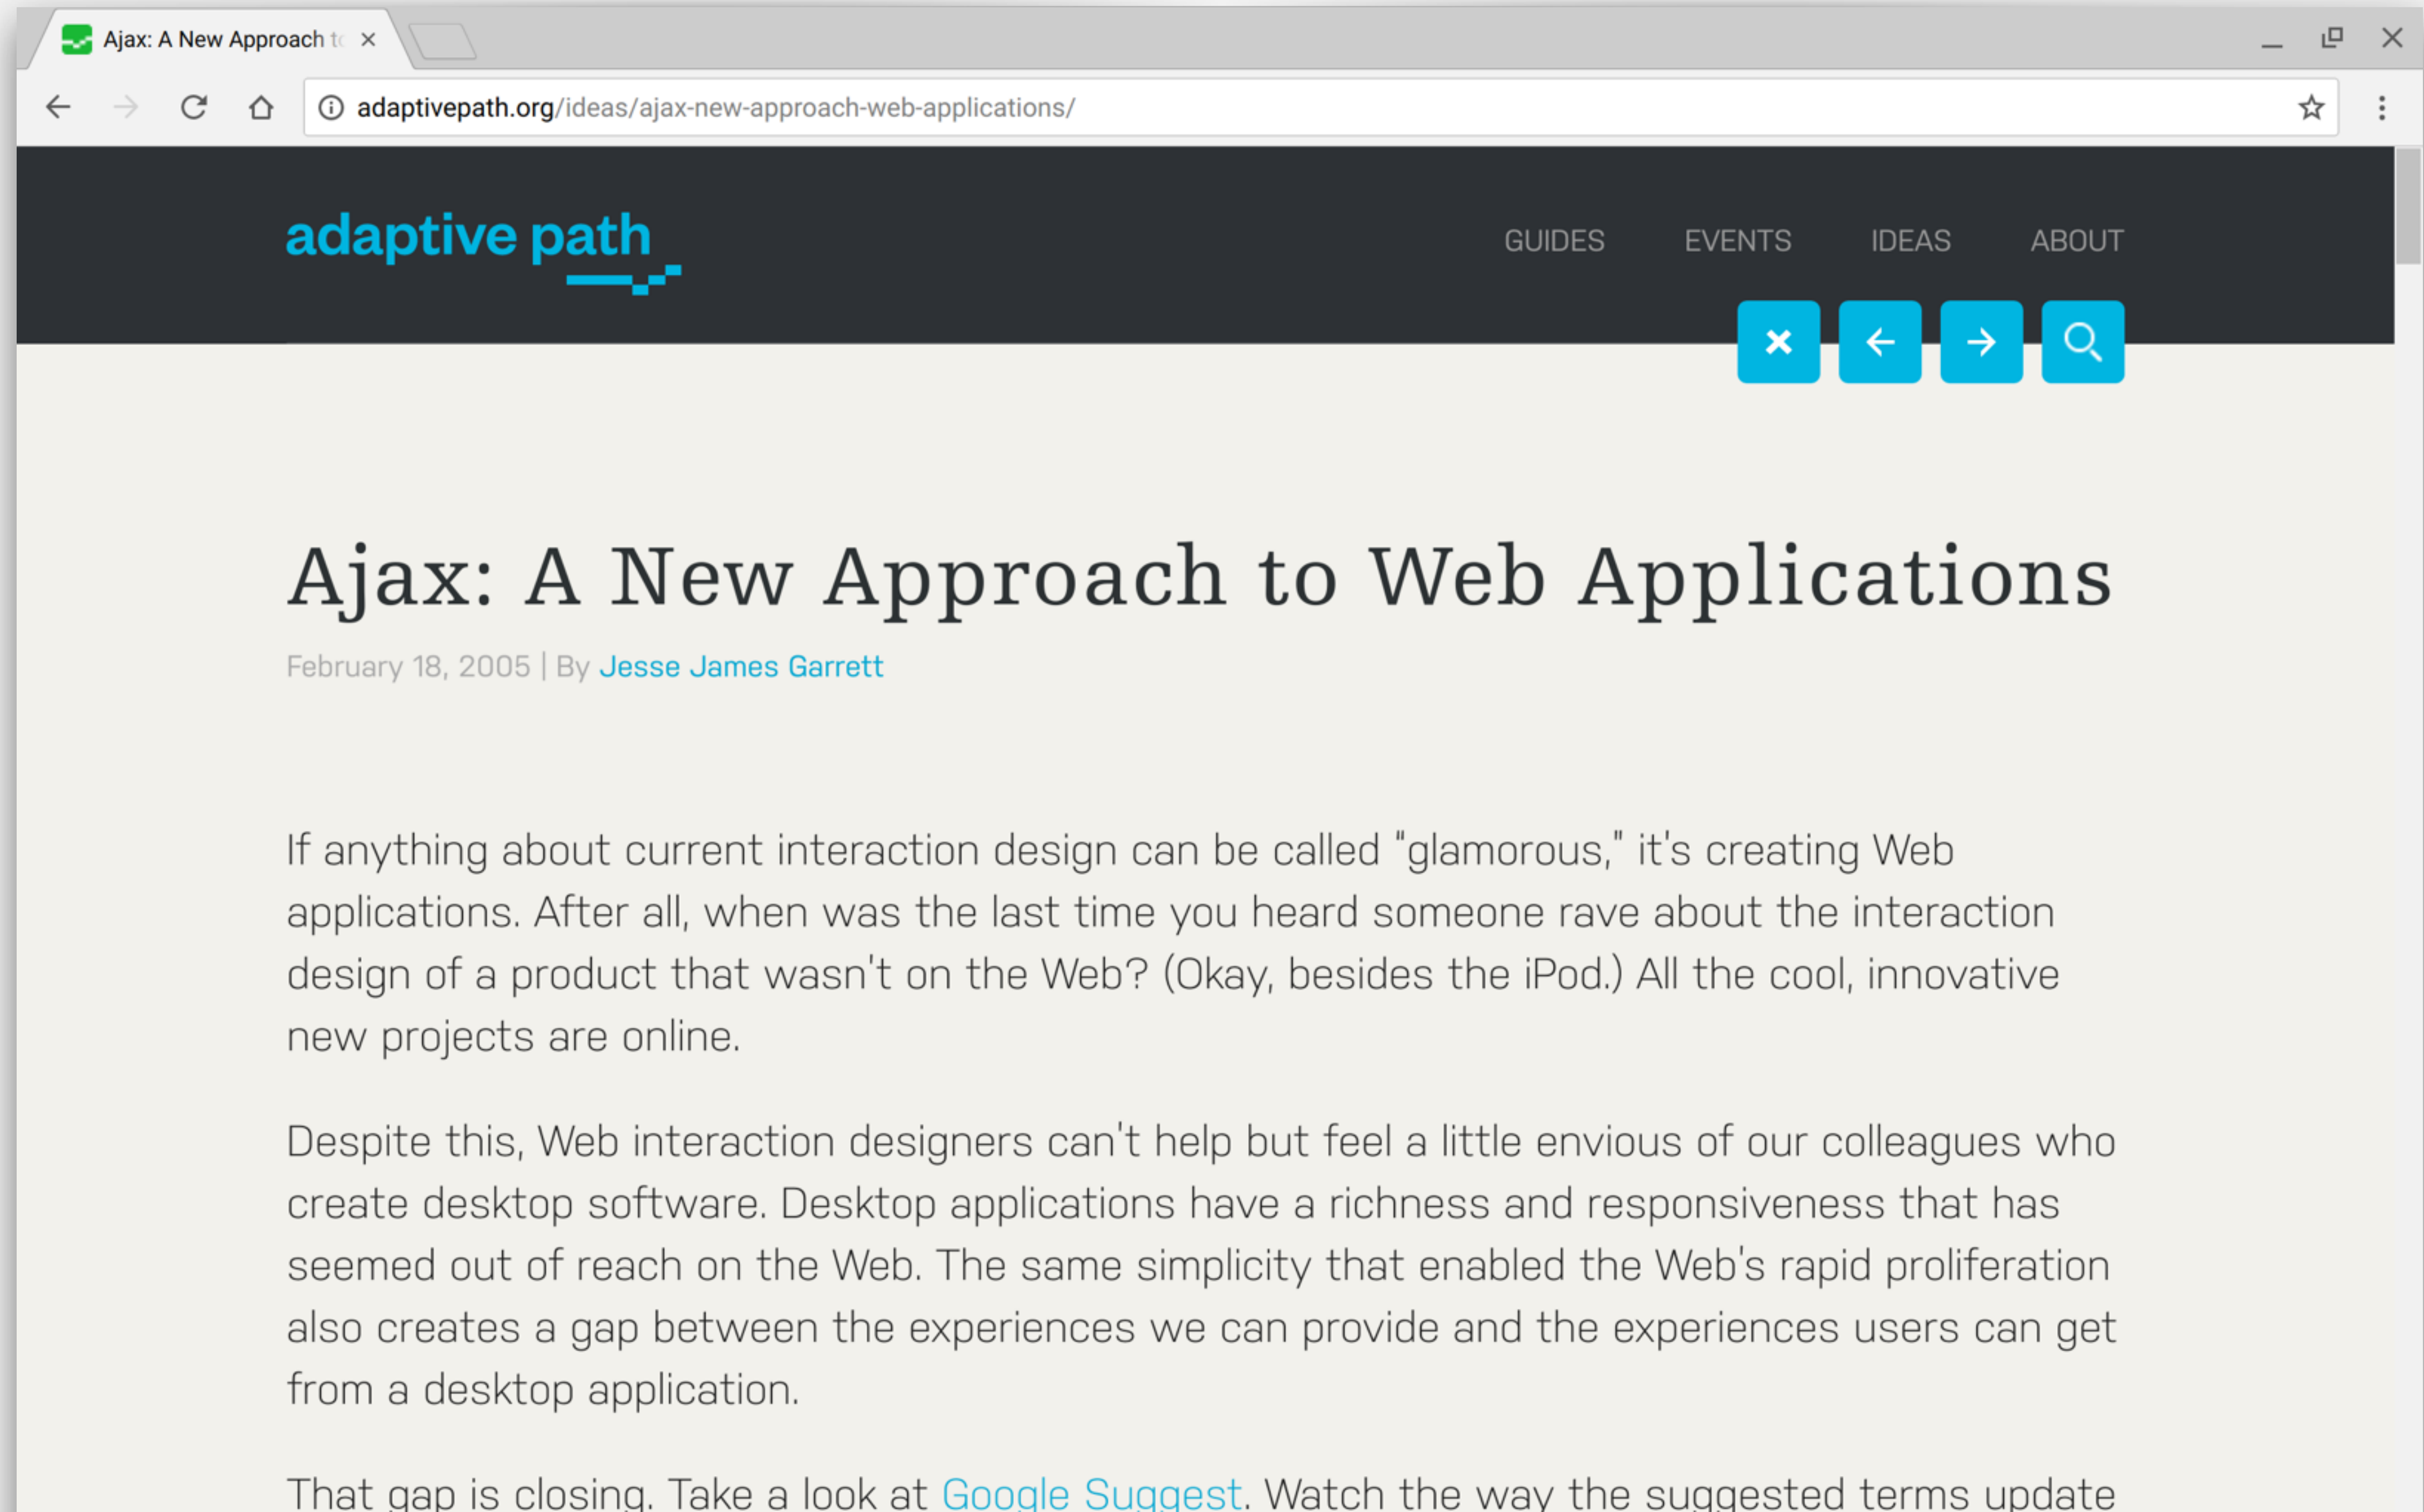 Ajax: A New Approach to
adaptivepath.org/ideas/ajax-new-approach-web-applications/
adaptive path
GUIDES EVENTS IDEAS ABOUT
Ajax: A New Approach to Web Applications
February 18, 2005 | By Jesse James Garrett
If anything about current interaction design can be called “glamorous,” it's creating Web
applications. After all, when was the last time you heard someone rave about the interaction
design of a product that wasn't on the Web? (Okay, besides the iPod.) All the cool, innovative
new projects are online.
Despite this, Web interaction designers can't help but feel a little envious of our colleagues who
create desktop software. Desktop applications have a richness and responsiveness that has
seemed out of reach on the Web. The same simplicity that enabled the Web's rapid proliferation
also creates a gap between the experiences we can provide and the experiences users can get
from a desktop application.
That gap is closing. Take a look at Google Suggest. Watch the way the suggested terms update